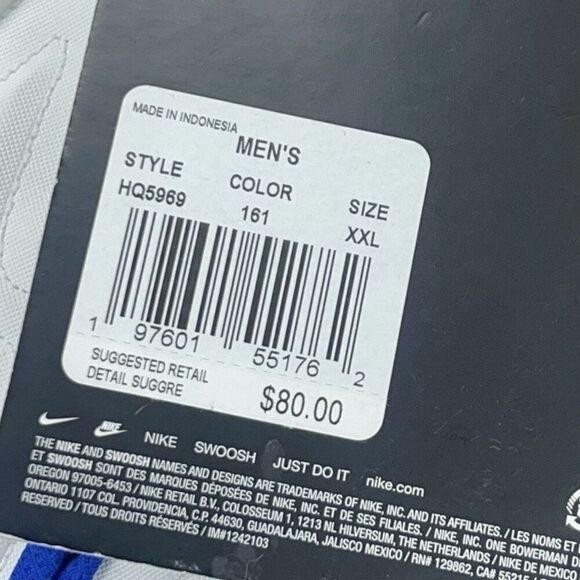 MADE IN INDONESIA
MEN'S
STYLE COLOR SIZE
HQ5969 161 XXL
1 97601 55176 2
SUGGESTED RETAIL
DETAIL SUGGRE $80.00
NIKE NIKE SWOOSH JUST DO IT nike.com
THE NIKE AND SWOOSH NAMES AND DESIGNS ARE TRADEMARKS OF NIKE, INC. AND ITS AFFILIATES. / LES NOMS ET
ET SWOOSH SONT DES MARQUES DÉPOSÉES DE NIKE, INC. ET DE SES FILIALES. / NIKE, INC. ONE BOWERMAN
OREGON 97005-6453 / NIKE RETAIL B.V., COLOSSEUM 1, 1213 NL HILVERSUM, THE NETHERLANDS / NIKE DE MEXICO
ONTARIO 1107 COL. PROVIDENCIA, C.P. 44630, GUADALAJARA, JALISCO MEXICO / RN# 129862, CA#
RESERVED / TOUS DROITS RÉSERVÉS / IM#1242103